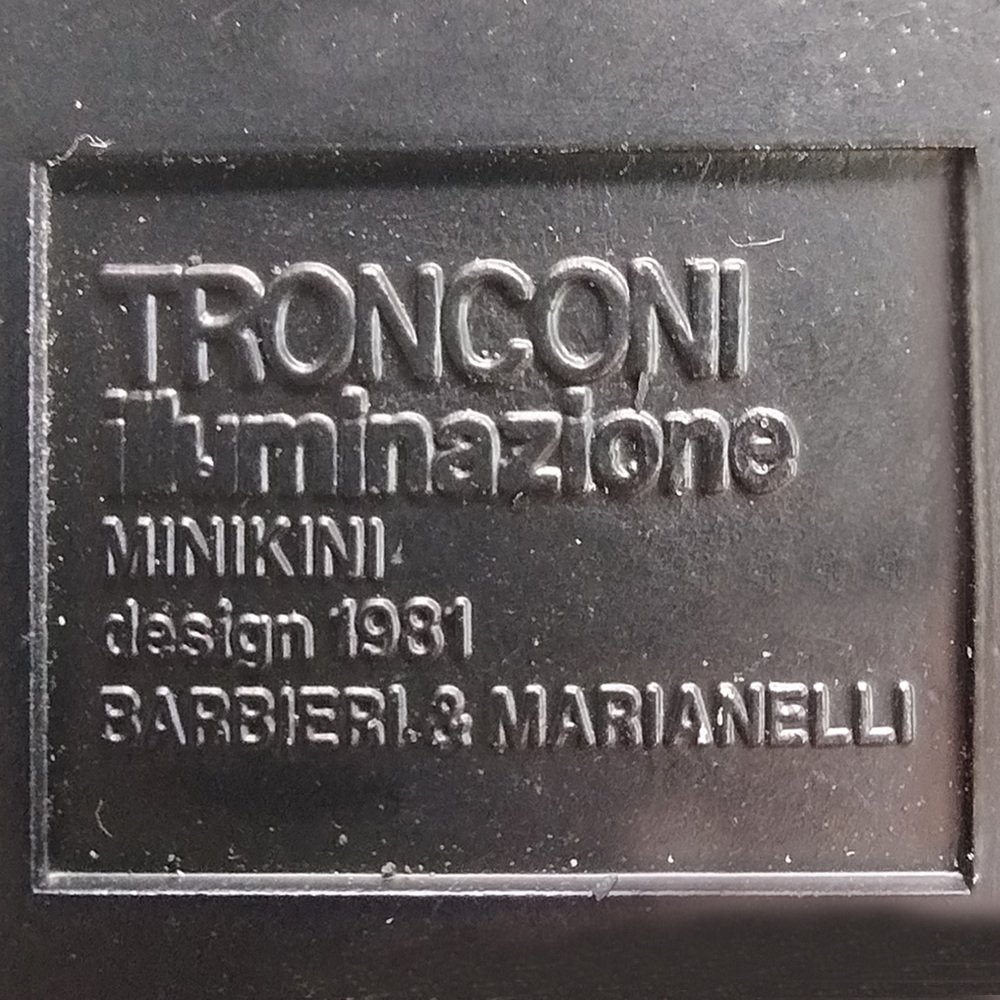 TRONCONI
illuminazione
MINIKINI
design 1981
BARBIERI & MARIANELLI